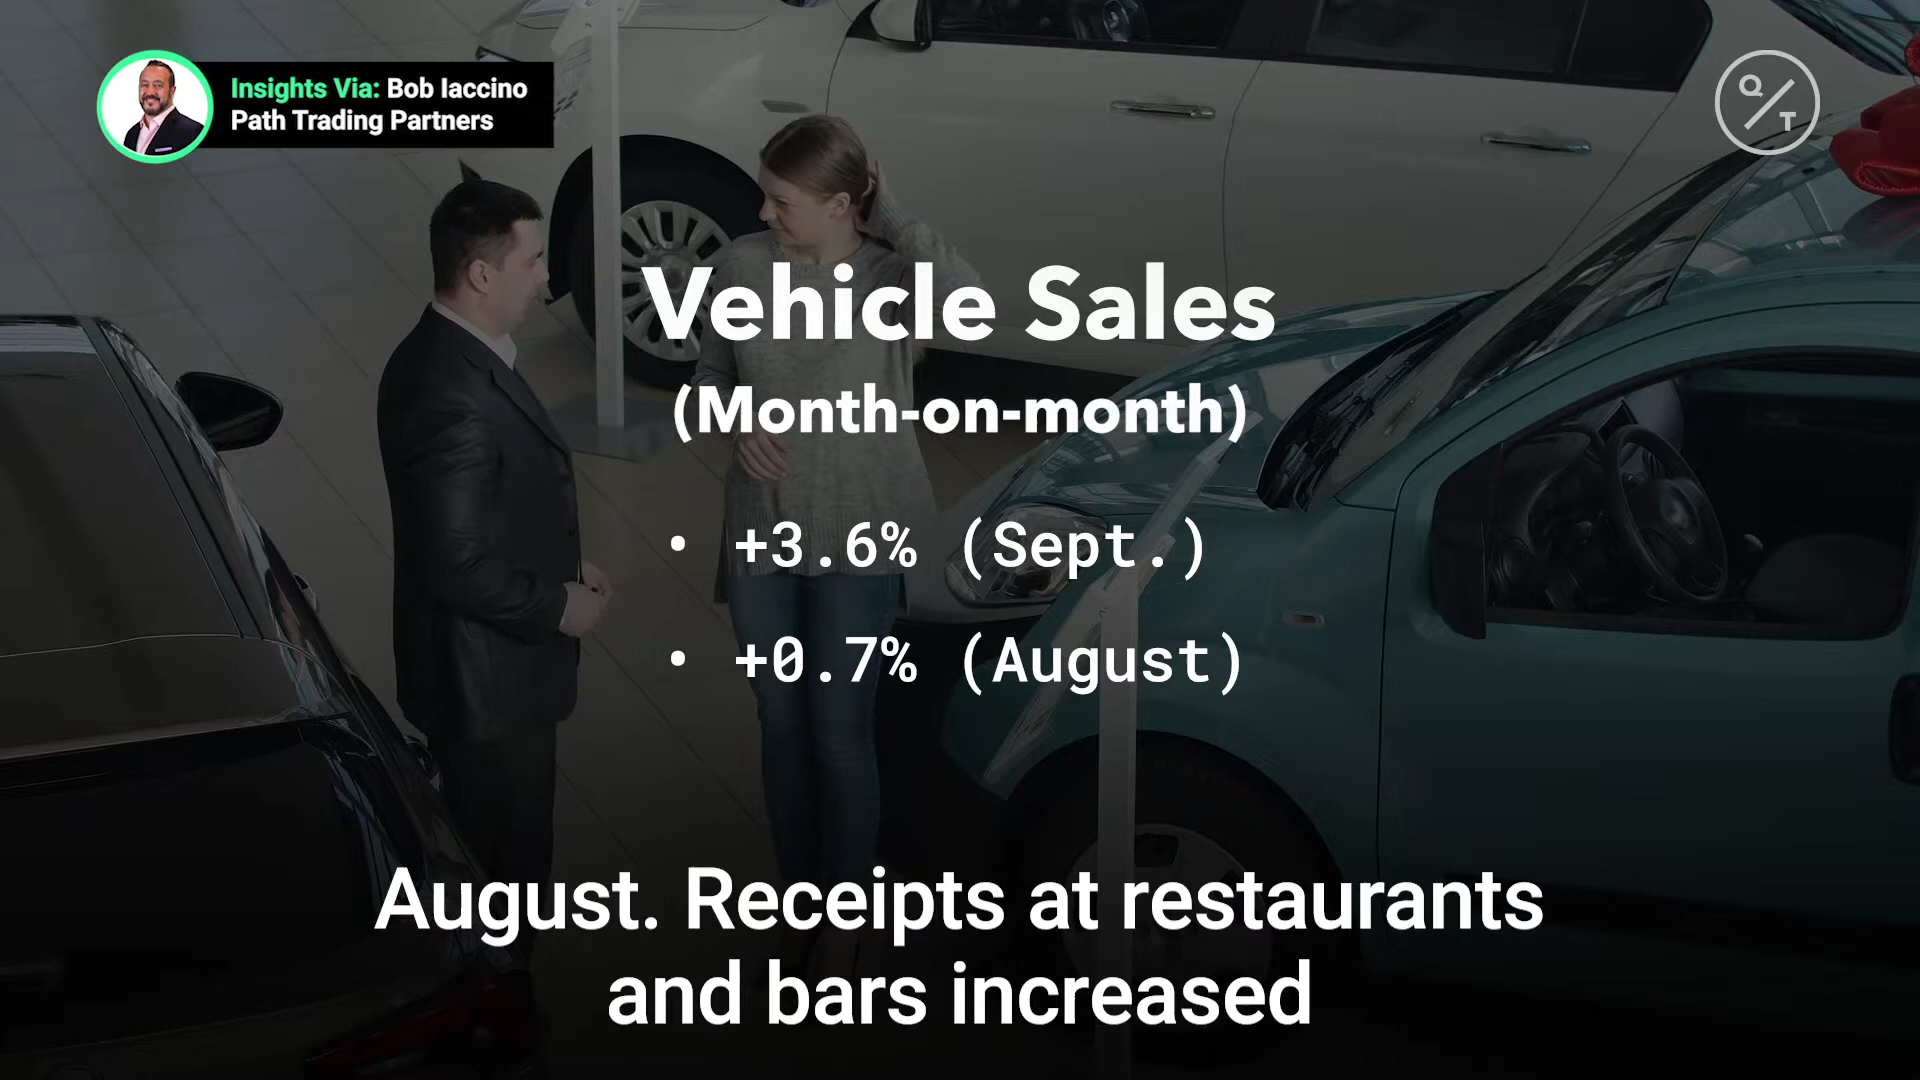 Insights Via: Bob Iaccino
Path Trading Partners
Q/T
Vehicle Sales
(Month-on-month)
• +3.6% (Sept.)
• +0.7% (August)
August. Receipts at restaurants
and bars increased